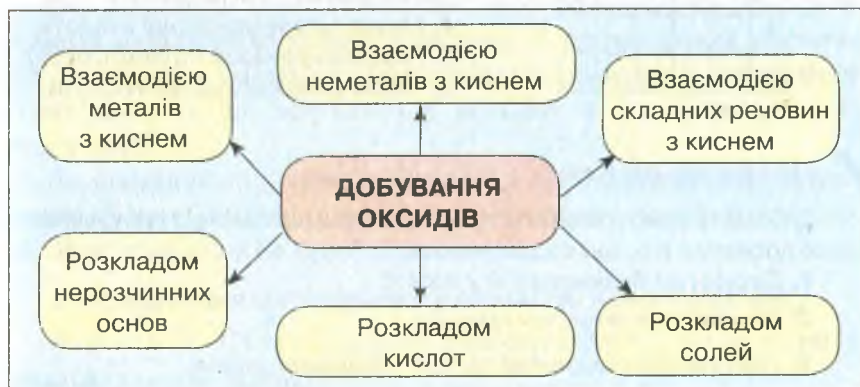 Взаємодією
металів
з киснем
Взаємодією
неметалів з киснем
Взаємодією
складних речовин
з киснем
ДОБУВАННЯ
ОКСИДІВ
Розкладом
нерозчинних
основ
Розкладом
кислот
Розкладом
солей